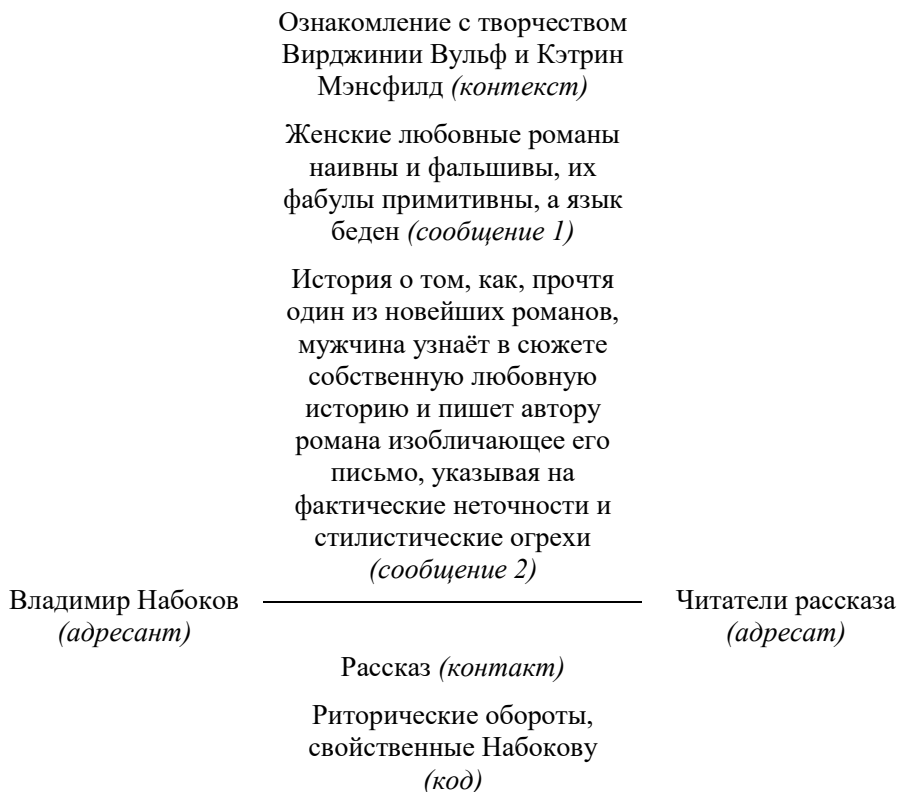 Ознакомление с творчеством
Вирджинии Вульф и Кэтрин
Мэнсфилд (контекст)
Женские любовные романы
наивны и фальшивы, их
фабулы примитивны, а язык
беден (сообщение 1)
История о том, как, прочтя
один из новейших романов,
мужчина узнаёт в сюжете
собственную любовную
историю и пишет автору
романа изобличающее его
письмо, указывая на
фактические неточности и
стилистические огрехи
(сообщение 2)
Владимир Набоков
(адресант)
Читатели рассказа
(адресат)
Рассказ (контакт)
Риторические обороты,
свойственные Набокову
(код)